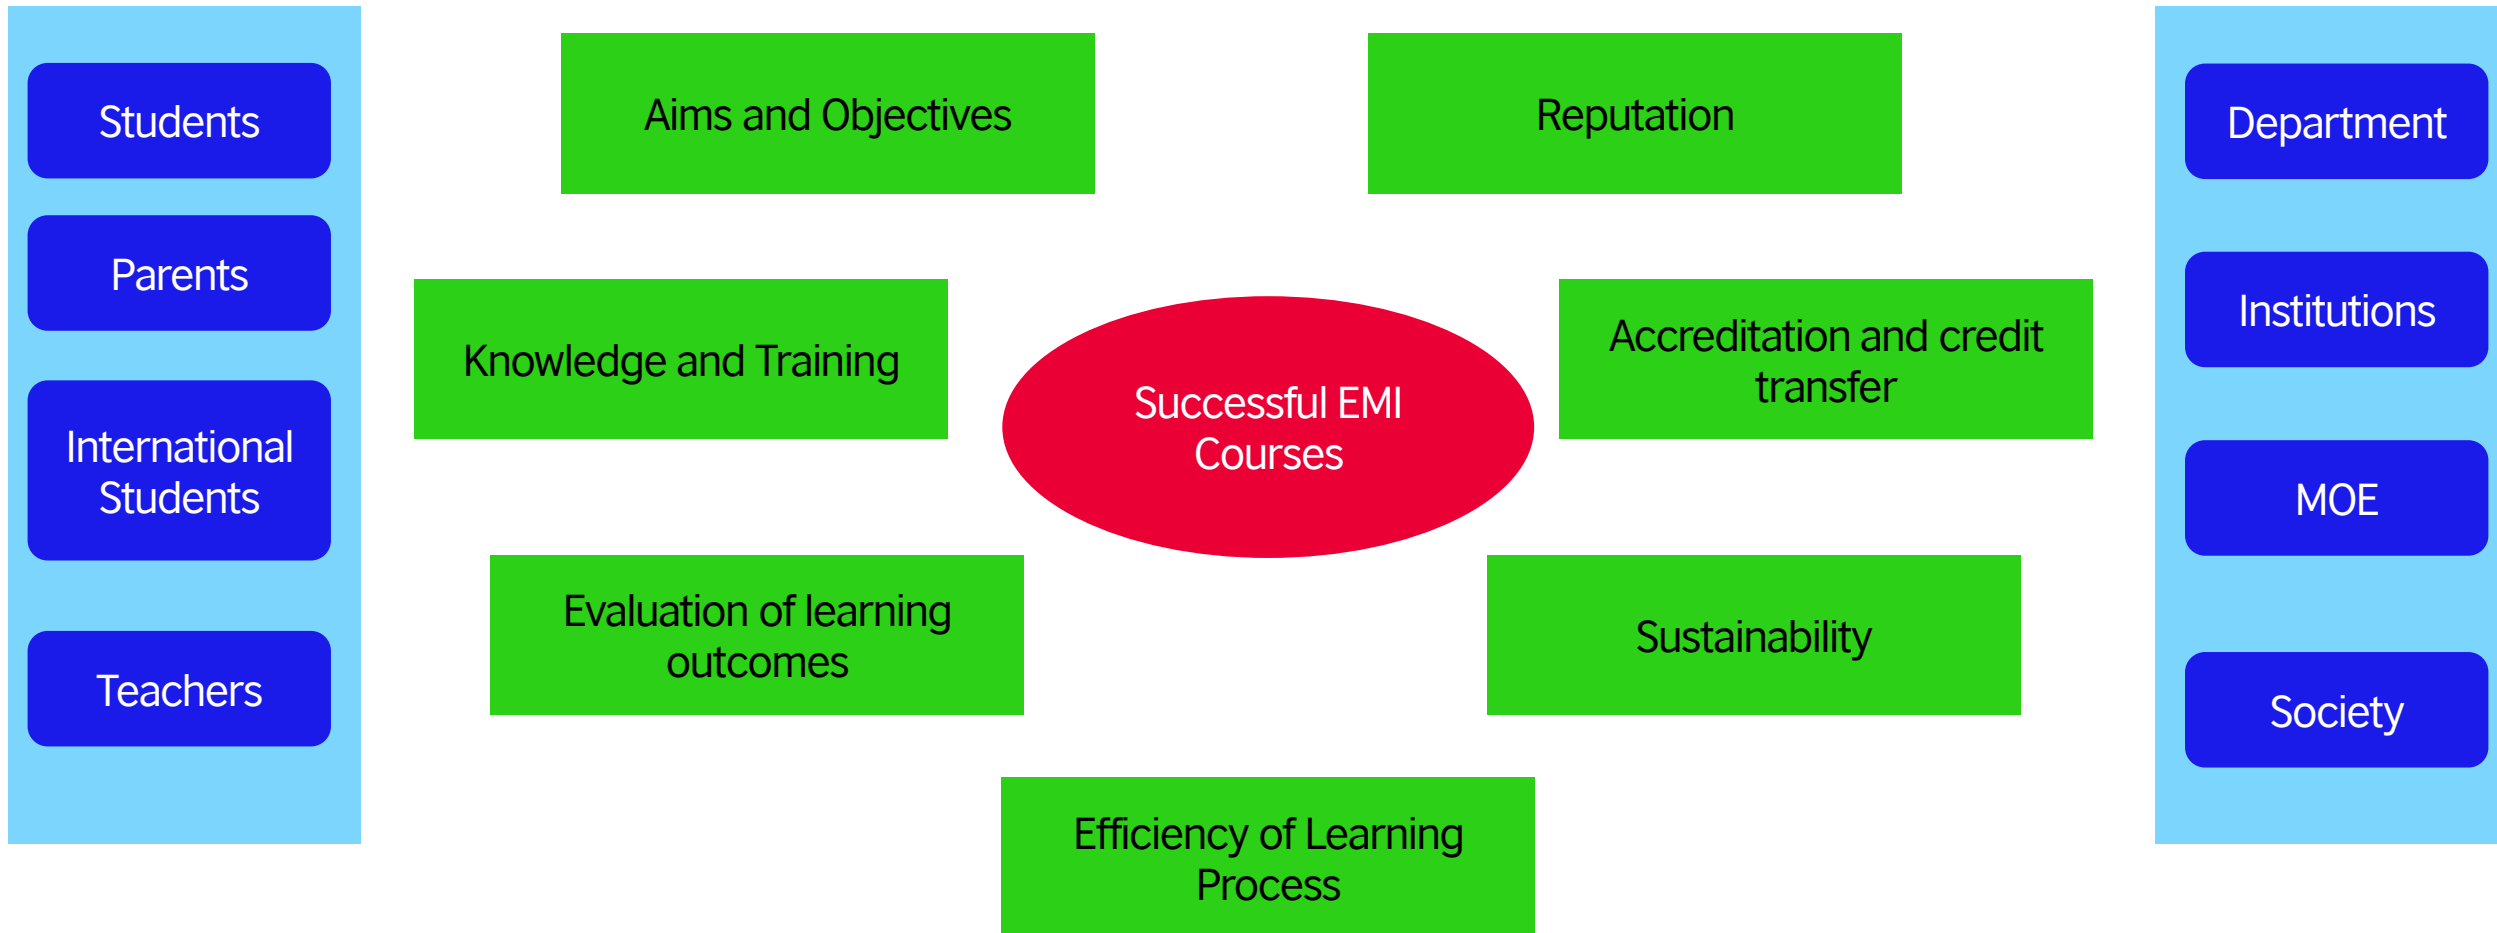 Students
Parents
International
Students
Teachers
Aims and Objectives
Reputation
Knowledge and Training
Accreditation and credit
transfer
Successful EMI
Courses
Evaluation of learning
outcomes
Sustainability
Efficiency of Learning
Process
Department
Institutions
MOE
Society